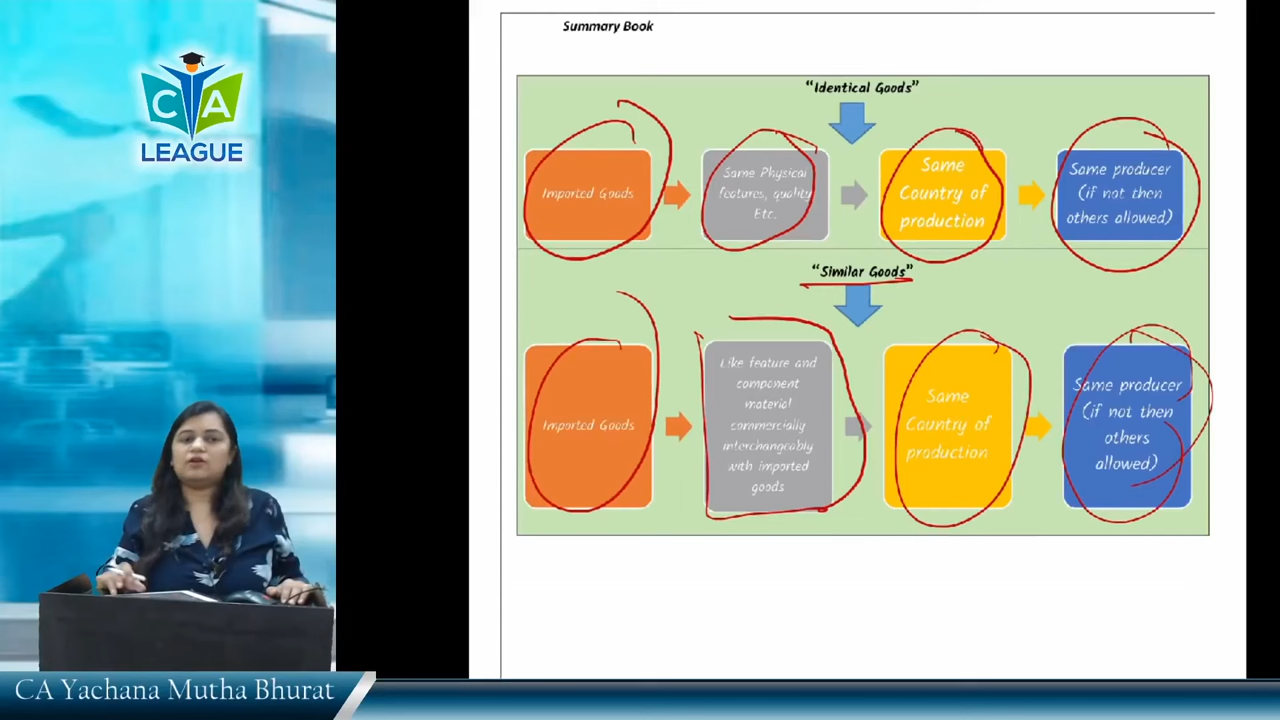 Summary Book
CA
LEAGUE
"Identical Goods"
Imported Goods
Same Physical
features, quality
Etc.
Same
Country of
production
Same producer
(if not then
others allowed)
"Similar Goods"
Imported Goods
Like feature and
component
material
commercially
interchangeably
with imported
goods
Same
Country of
production
Same producer
(if not then
others
allowed)
CA Yachana Mutha Bhurat